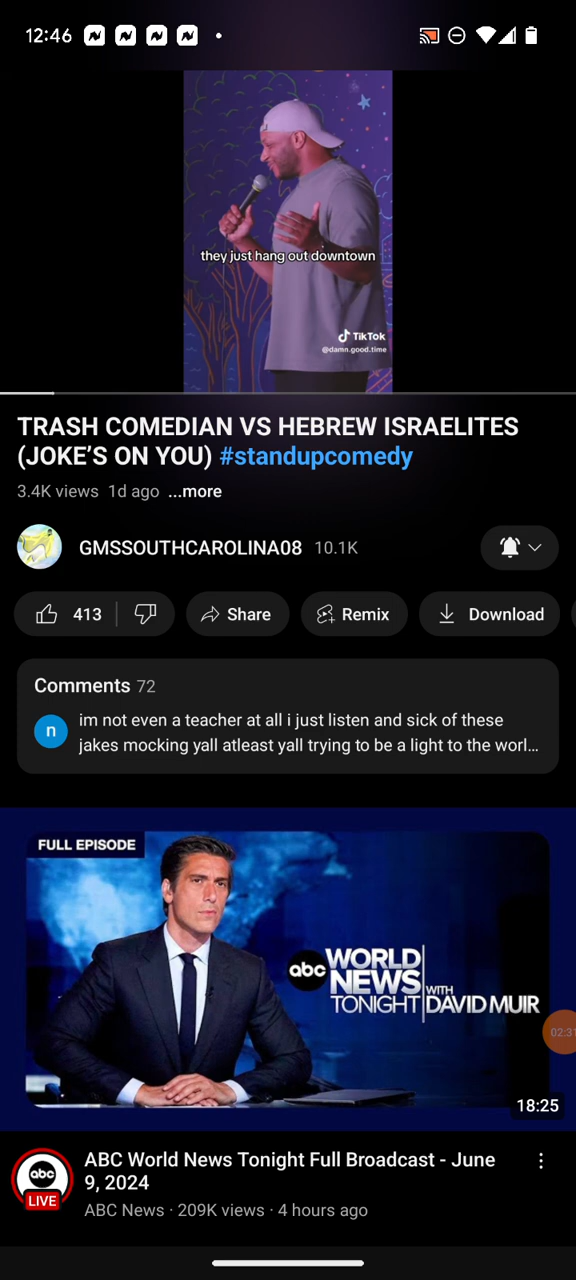 12:46
they just hang out downtown
TikTok
@damn.good.time
TRASH COMEDIAN VS HEBREW ISRAELITES
(JOKE’S ON YOU) #standupcomedy
3.4K views 1d ago ...more
GMSSOUTHCAROLINA08 10.1K
413 Share Remix Download
Comments 72
n
im not even a teacher at all i just listen and sick of these
jakes mocking yall atleast yall trying to be a light to the worl...
FULL EPISODE
abc WORLD
NEWS WITH
TONIGHT DAVID MUIR
02:31
18:25
abc
LIVE
ABC World News Tonight Full Broadcast - June
9, 2024
ABC News · 209K views · 4 hours ago